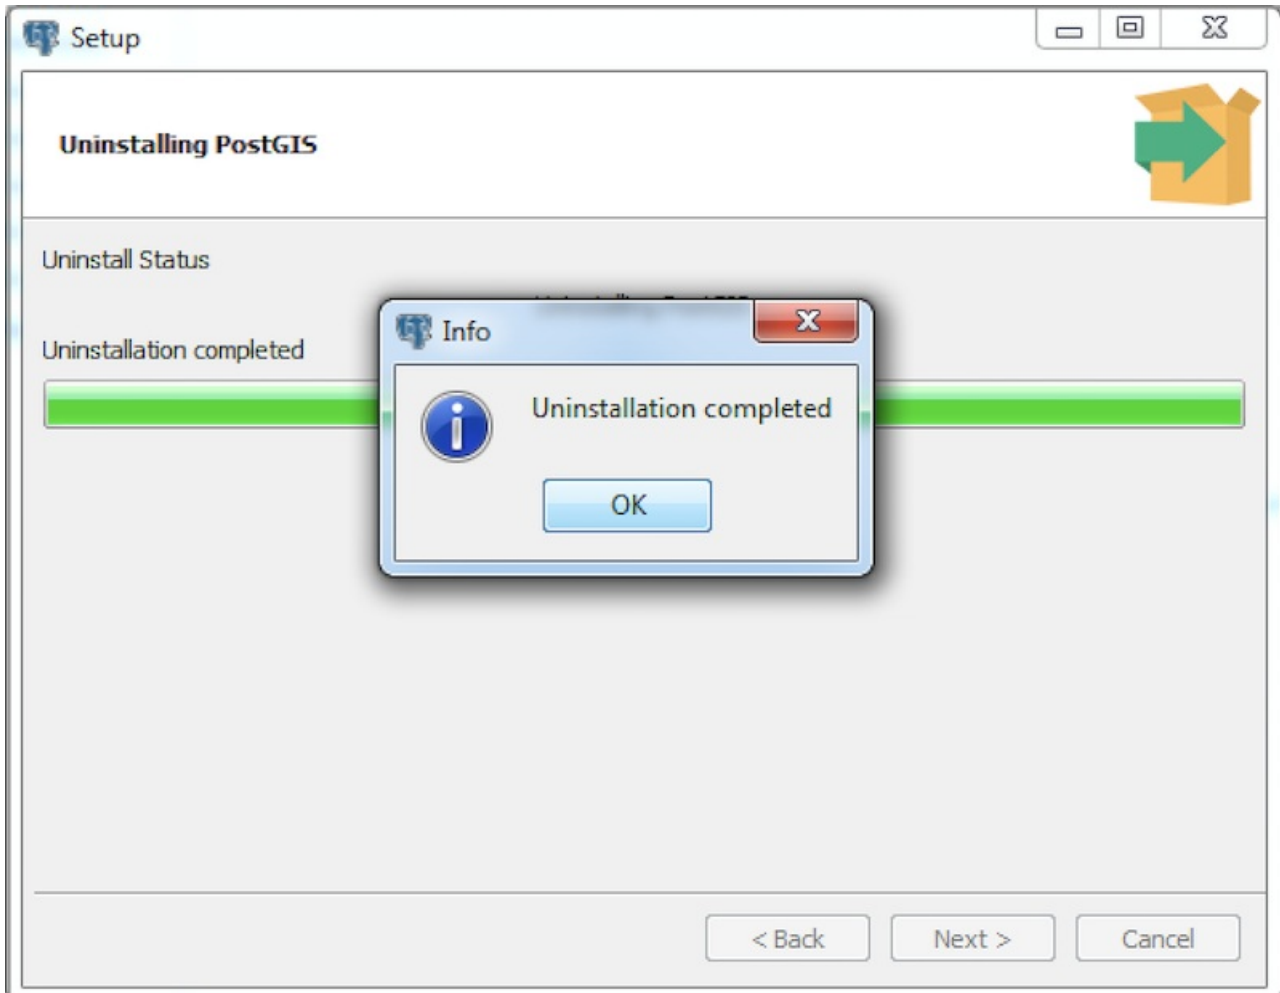 Setup
Uninstalling PostGIS
Uninstall Status
Uninstallation completed
Info
Uninstallation completed
OK
< Back
Next >
Cancel